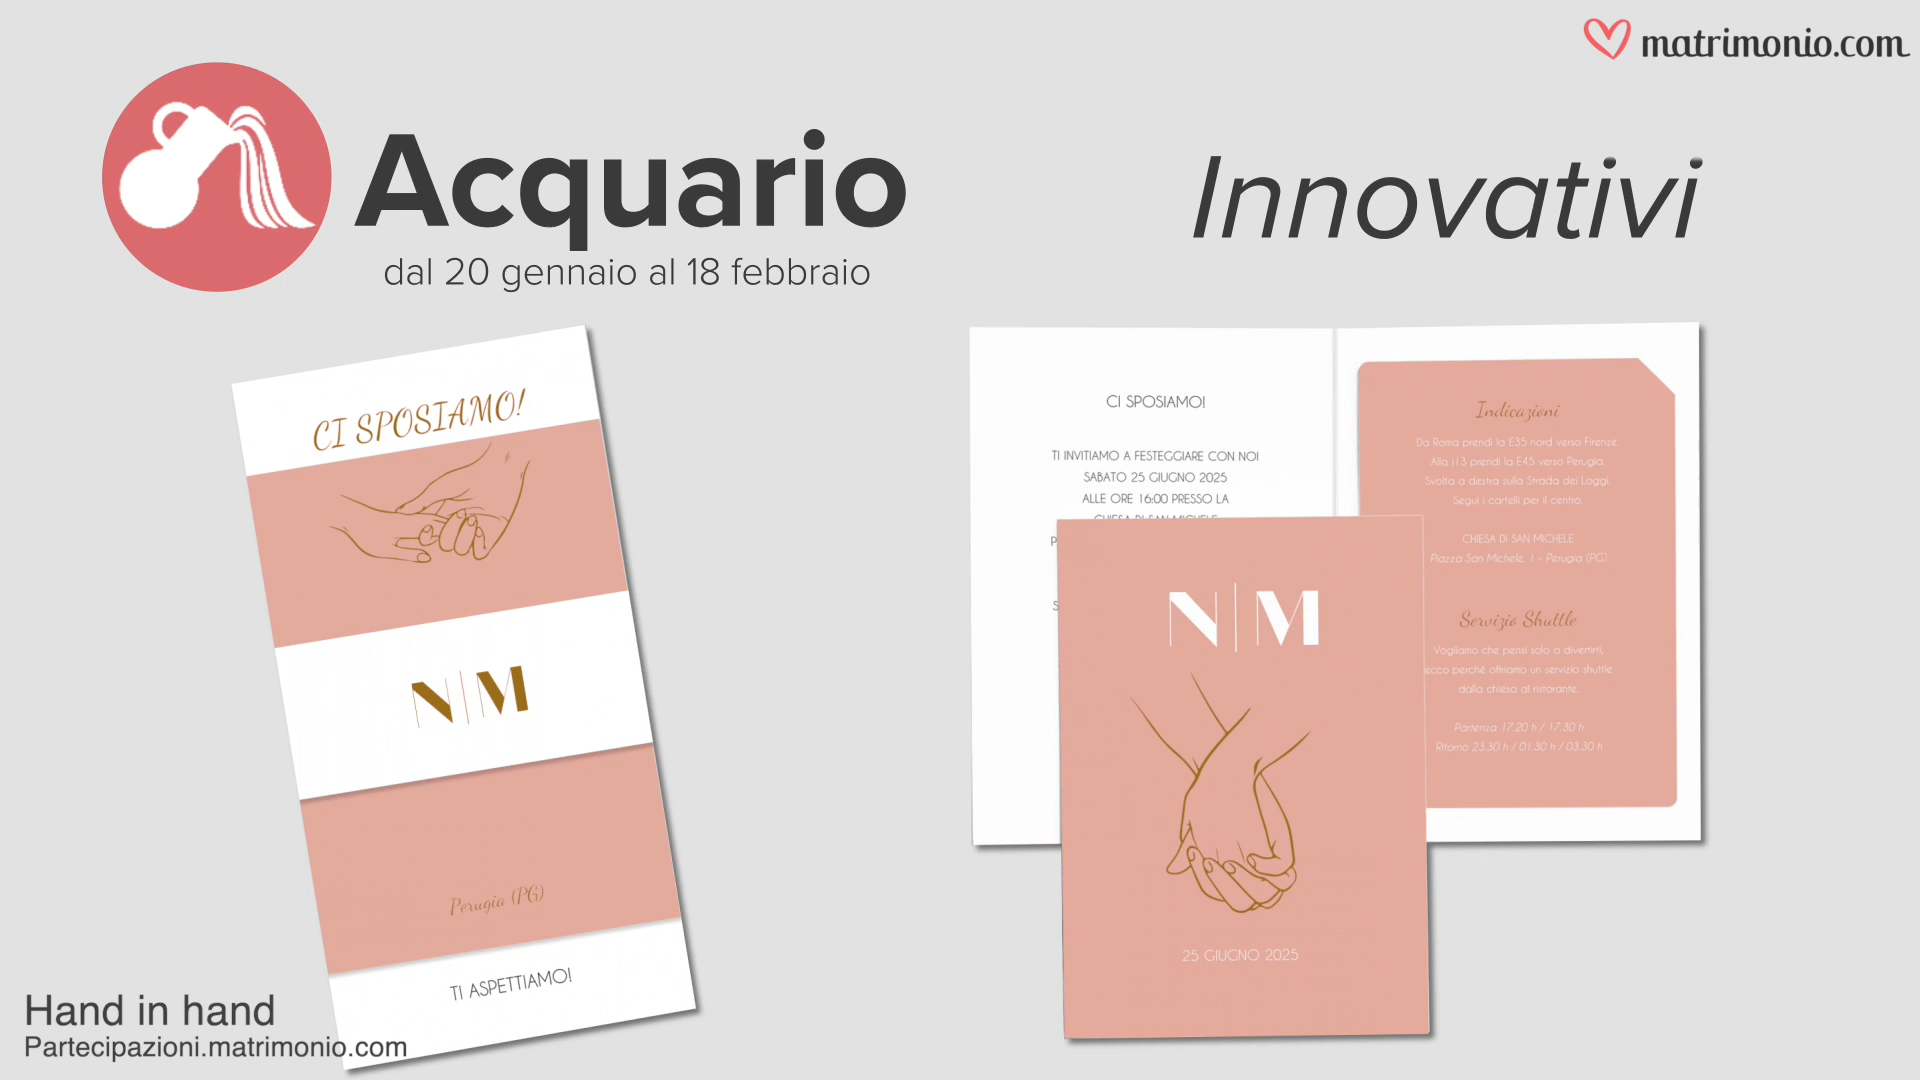 matrimonio.com
Acquario
dal 20 gennaio al 18 febbraio
Innovativi
CI SPOSIAMO!
N|M
Perugia (PG)
TI ASPETTIAMO!
CI SPOSIAMO!
TI INVITIAMO A FESTEGGIARE CON NOI
SABATO 25 GIUGNO 2025
ALLE ORE 16:00 PRESSO LA
CHIESA DI SAN MICHELE
P
S
N|M
25 GIUGNO 2025
Indicazioni
Da Roma prendi la E35 nord verso Firenze.
Alla j13 prendi la E45 verso Perugia.
Svolta a destra sulla Strada dei Loggi.
Segui i cartelli per il centro.
CHIESA DI SAN MICHELE
Piazza San Michele, 1 - Perugia (PG)
Servizio Shuttle
Vogliamo che pensi solo a divertirti,
ecco perché offriamo un servizio shuttle
dalla chiesa al ristorante.
Partenza 17:20 h / 17:30 h
Ritorno 23.30 h / 01.30 h / 03.30 h
Hand in hand
Partecipazioni.matrimonio.com